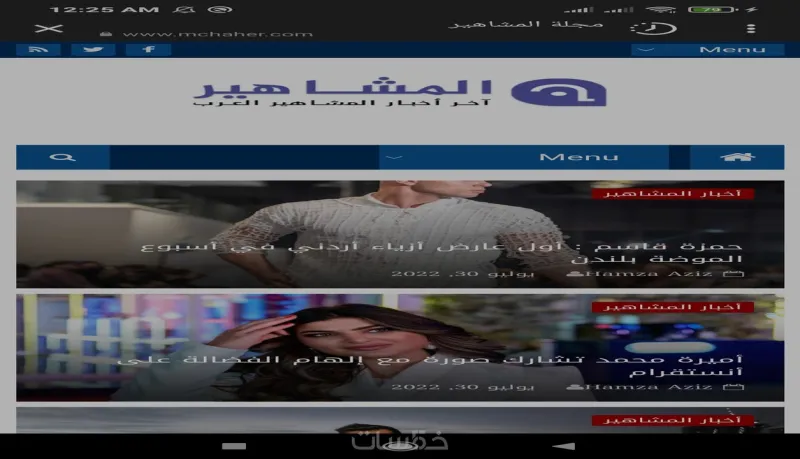 12:25 AM
79
مجلة المشاهير
www.mchaher.com
Menu
المشاهير
آخر أخبار المشاهير العرب
Menu
أخبار المشاهير
حمزة قاسم : أول عارض أزياء أردني في أسبوع
الموضة بلندن
Hamza Aziz يوليو 30, 2022
أخبار المشاهير
أميرة محمد تشارك صورة مع إلهام الفضالة على
أنستقرام
Hamza Aziz يوليو 30, 2022
أخبار المشاهير
خمسات